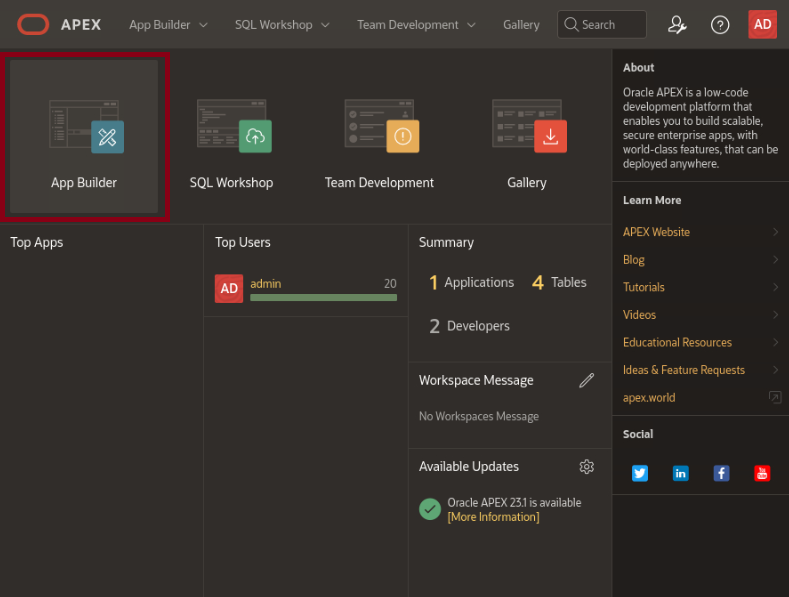 APEX
App Builder
SQL Workshop
Team Development
Gallery
Search
AD
App Builder
SQL Workshop
Team Development
Gallery
Top Apps
Top Users
AD
admin
20
Summary
1 Applications
4 Tables
2 Developers
Workspace Message
No Workspaces Message
Available Updates
Oracle APEX 23.1 is available
[More Information]
About
Oracle APEX is a low-code
development platform that
enables you to build scalable,
secure enterprise apps, with
world-class features, that can be
deployed anywhere.
Learn More
APEX Website
Blog
Tutorials
Videos
Educational Resources
Ideas & Feature Requests
apex.world
Social